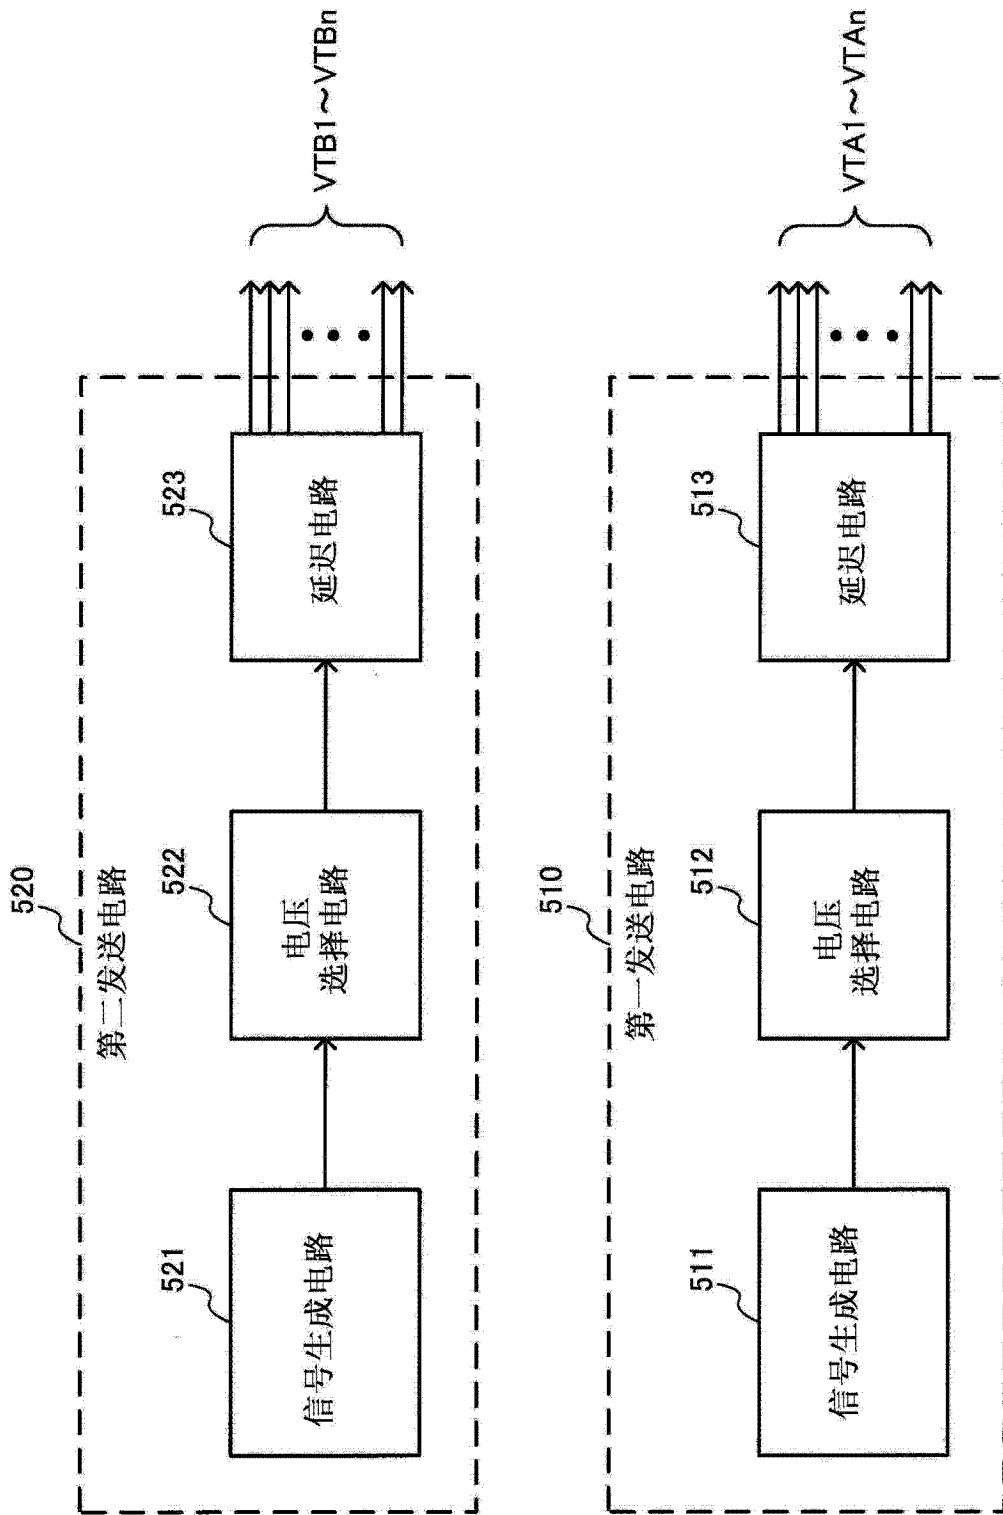 520
第二发送电路
521
信号生成电路
522
电压
选择电路
523
延迟电路
VTB1～VTBn
510
第一发送电路
511
信号生成电路
512
电压
选择电路
513
延迟电路
VTA1～VTAn